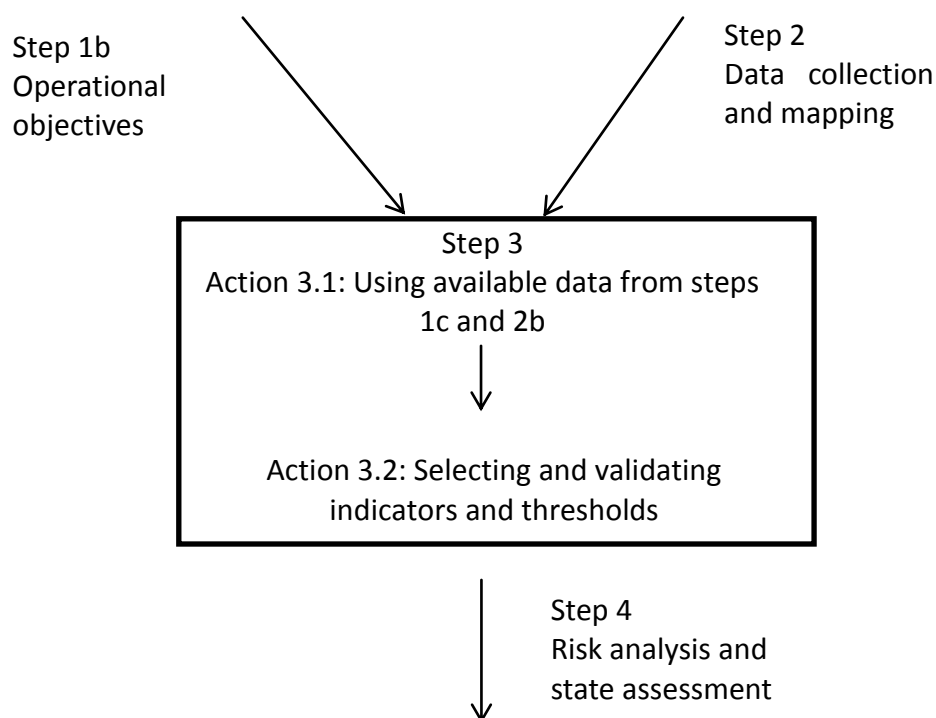 Step 1b
Operational
objectives
Step 2
Data collection
and mapping
Step 3
Action 3.1: Using available data from steps
1c and 2b
Action 3.2: Selecting and validating
indicators and thresholds
Step 4
Risk analysis and
state assessment